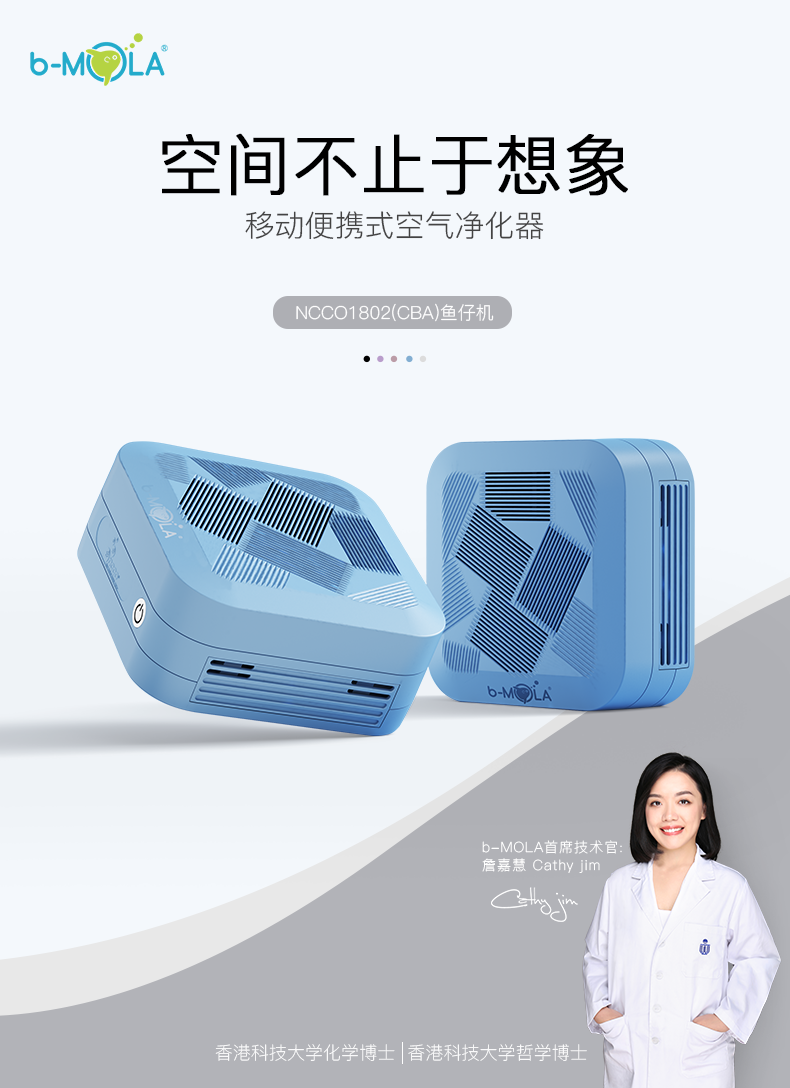 b-MOLA®
空间不止于想象
移动便携式空气净化器
NCCO1802(CBA)鱼仔机
b-MOLA
b-MOLA
b-MOLA首席技术官:
詹嘉慧 Cathy jim
Cathy jim
香港科技大学化学博士|香港科技大学哲学博士